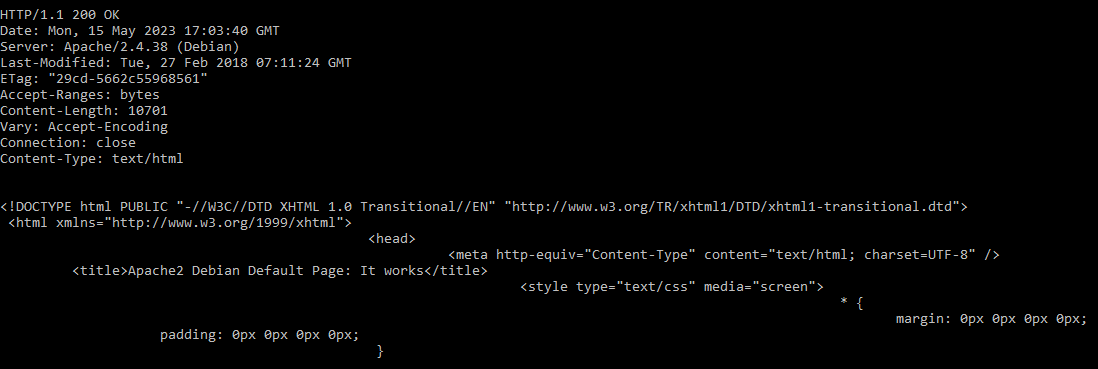 HTTP/1.1 200 OK
Date: Mon, 15 May 2023 17:03:40 GMT
Server: Apache/2.4.38 (Debian)
Last-Modified: Tue, 27 Feb 2018 07:11:24 GMT
ETag: "29cd-5662c55968561"
Accept-Ranges: bytes
Content-Length: 10701
Vary: Accept-Encoding
Connection: close
Content-Type: text/html
<!DOCTYPE html PUBLIC "-//W3C//DTD XHTML 1.0 Transitional//EN" "http://www.w3.org/TR/xhtml1/DTD/xhtml1-transitional.dtd">
<html xmlns="http://www.w3.org/1999/xhtml">
<head>
<meta http-equiv="Content-Type" content="text/html; charset=UTF-8" />
<title>Apache2 Debian Default Page: It works</title>
<style type="text/css" media="screen">
* {
margin: 0px 0px 0px 0px;
padding: 0px 0px 0px 0px;
}